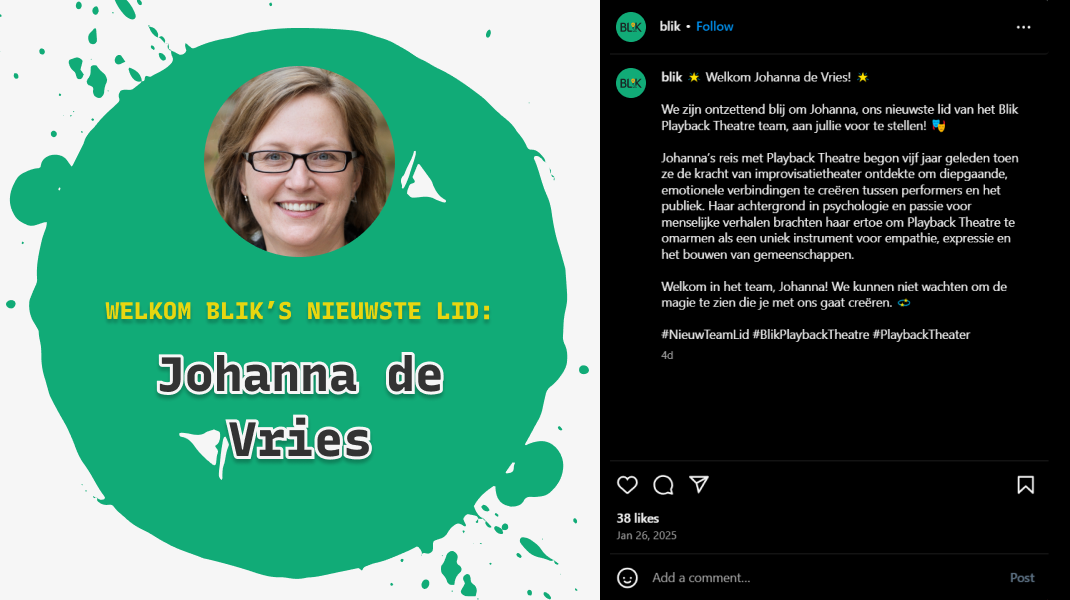 WELKOM BLIK’S NIEUWSTE LID:
Johanna de
Vries
BLIK
blik • Follow
BLIK
blik ⭐ Welkom Johanna de Vries! ⭐
We zijn ontzettend blij om Johanna, ons nieuwste lid van het Blik
Playback Theatre team, aan jullie voor te stellen! 🎭
Johanna’s reis met Playback Theatre begon vijf jaar geleden toen
ze de kracht van improvisatietheater ontdekte om diepgaande,
emotionele verbindingen te creëren tussen performers en het
publiek. Haar achtergrond in psychologie en passie voor
menselijke verhalen brachten haar ertoe om Playback Theatre te
omarmen als een uniek instrument voor empathie, expressie en
het bouwen van gemeenschappen.
Welkom in het team, Johanna! We kunnen niet wachten om de
magie te zien die je met ons gaat creëren. 💫
#NieuwTeamLid #BlikPlaybackTheatre #PlaybackTheater
4d
38 likes
Jan 26, 2025
Add a comment...
Post